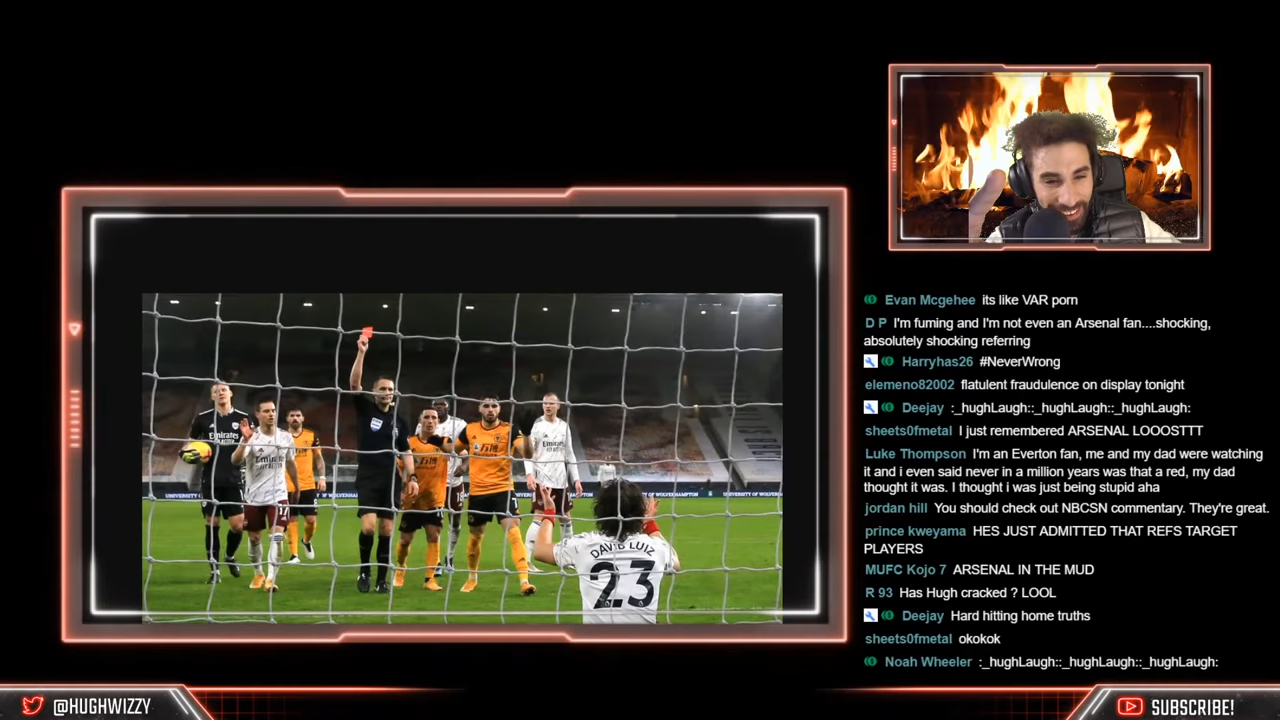 Evan Mcgehee its like VAR porn
D P I'm fuming and I'm not even an Arsenal fan....shocking,
absolutely shocking referring
Harryhas26 #NeverWrong
elemeno82002 flatulent fraudulence on display tonight
Deejay :_hughLaugh::_hughLaugh::_hughLaugh:
sheets0fmetal I just remembered ARSENAL LOOOSTTT
Luke Thompson I'm an Everton fan, me and my dad were watching
it and i even said never in a million years was that a red, my dad
thought it was. I thought i was just being stupid aha
jordan hill You should check out NBCSN commentary. They're great.
prince kweyama HES JUST ADMITTED THAT REFS TARGET
PLAYERS
MUFC Kojo 7 ARSENAL IN THE MUD
R 93 Has Hugh cracked ? LOOL
Deejay Hard hitting home truths
sheets0fmetal okokok
Noah Wheeler :_hughLaugh::_hughLaugh::_hughLaugh:
Emirates
DAVID LUIZ
23
@HUGHWIZZY
SUBSCRIBE!